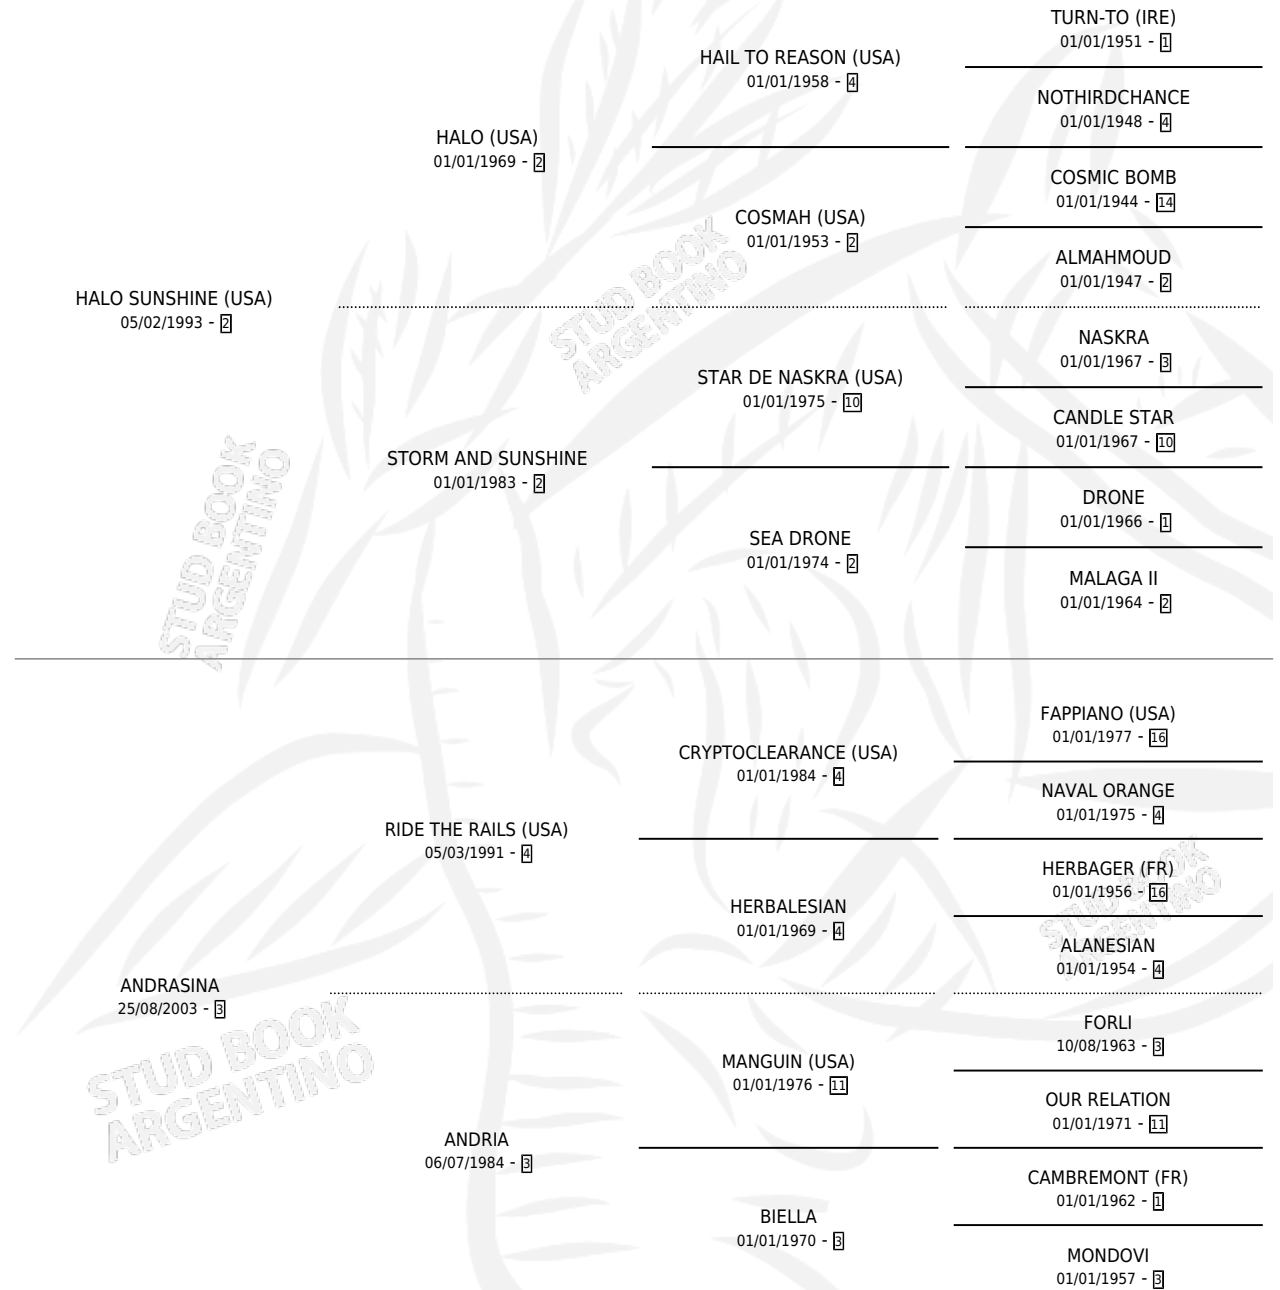 TURN-TO (IRE)
01/01/1951 - 1
HAIL TO REASON (USA)
01/01/1958 - 4
NOTHIRDCHANCE
01/01/1948 - 4
HALO (USA)
01/01/1969 - 2
COSMIC BOMB
01/01/1944 - 14
COSMAH (USA)
01/01/1953 - 2
ALMAHMOUD
01/01/1947 - 2
HALO SUNSHINE (USA)
05/02/1993 - 2
NASKRA
01/01/1967 - 3
STAR DE NASKRA (USA)
01/01/1975 - 10
CANDLE STAR
01/01/1967 - 10
STORM AND SUNSHINE
01/01/1983 - 2
DRONE
01/01/1966 - 1
SEA DRONE
01/01/1974 - 2
MALAGA II
01/01/1964 - 2
FAPPIANO (USA)
01/01/1977 - 16
CRYPTOCLEARANCE (USA)
01/01/1984 - 4
NAVAL ORANGE
01/01/1975 - 4
RIDE THE RAILS (USA)
05/03/1991 - 4
HERBAGER (FR)
01/01/1956 - 16
HERBALESIAN
01/01/1969 - 4
ALANESIAN
01/01/1954 - 4
ANDRASINA
25/08/2003 - 3
FORLI
10/08/1963 - 3
MANGUIN (USA)
01/01/1976 - 11
OUR RELATION
01/01/1971 - 11
ANDRIA
06/07/1984 - 3
CAMBREMONT (FR)
01/01/1962 - 1
BIELLA
01/01/1970 - 3
MONDOVI
01/01/1957 - 3
STUD BOOK
ARGENTINO
STUD BOOK
ARGENTINO
STUD BOOK
ARGENTINO
STUD BOOK
ARGENTINO